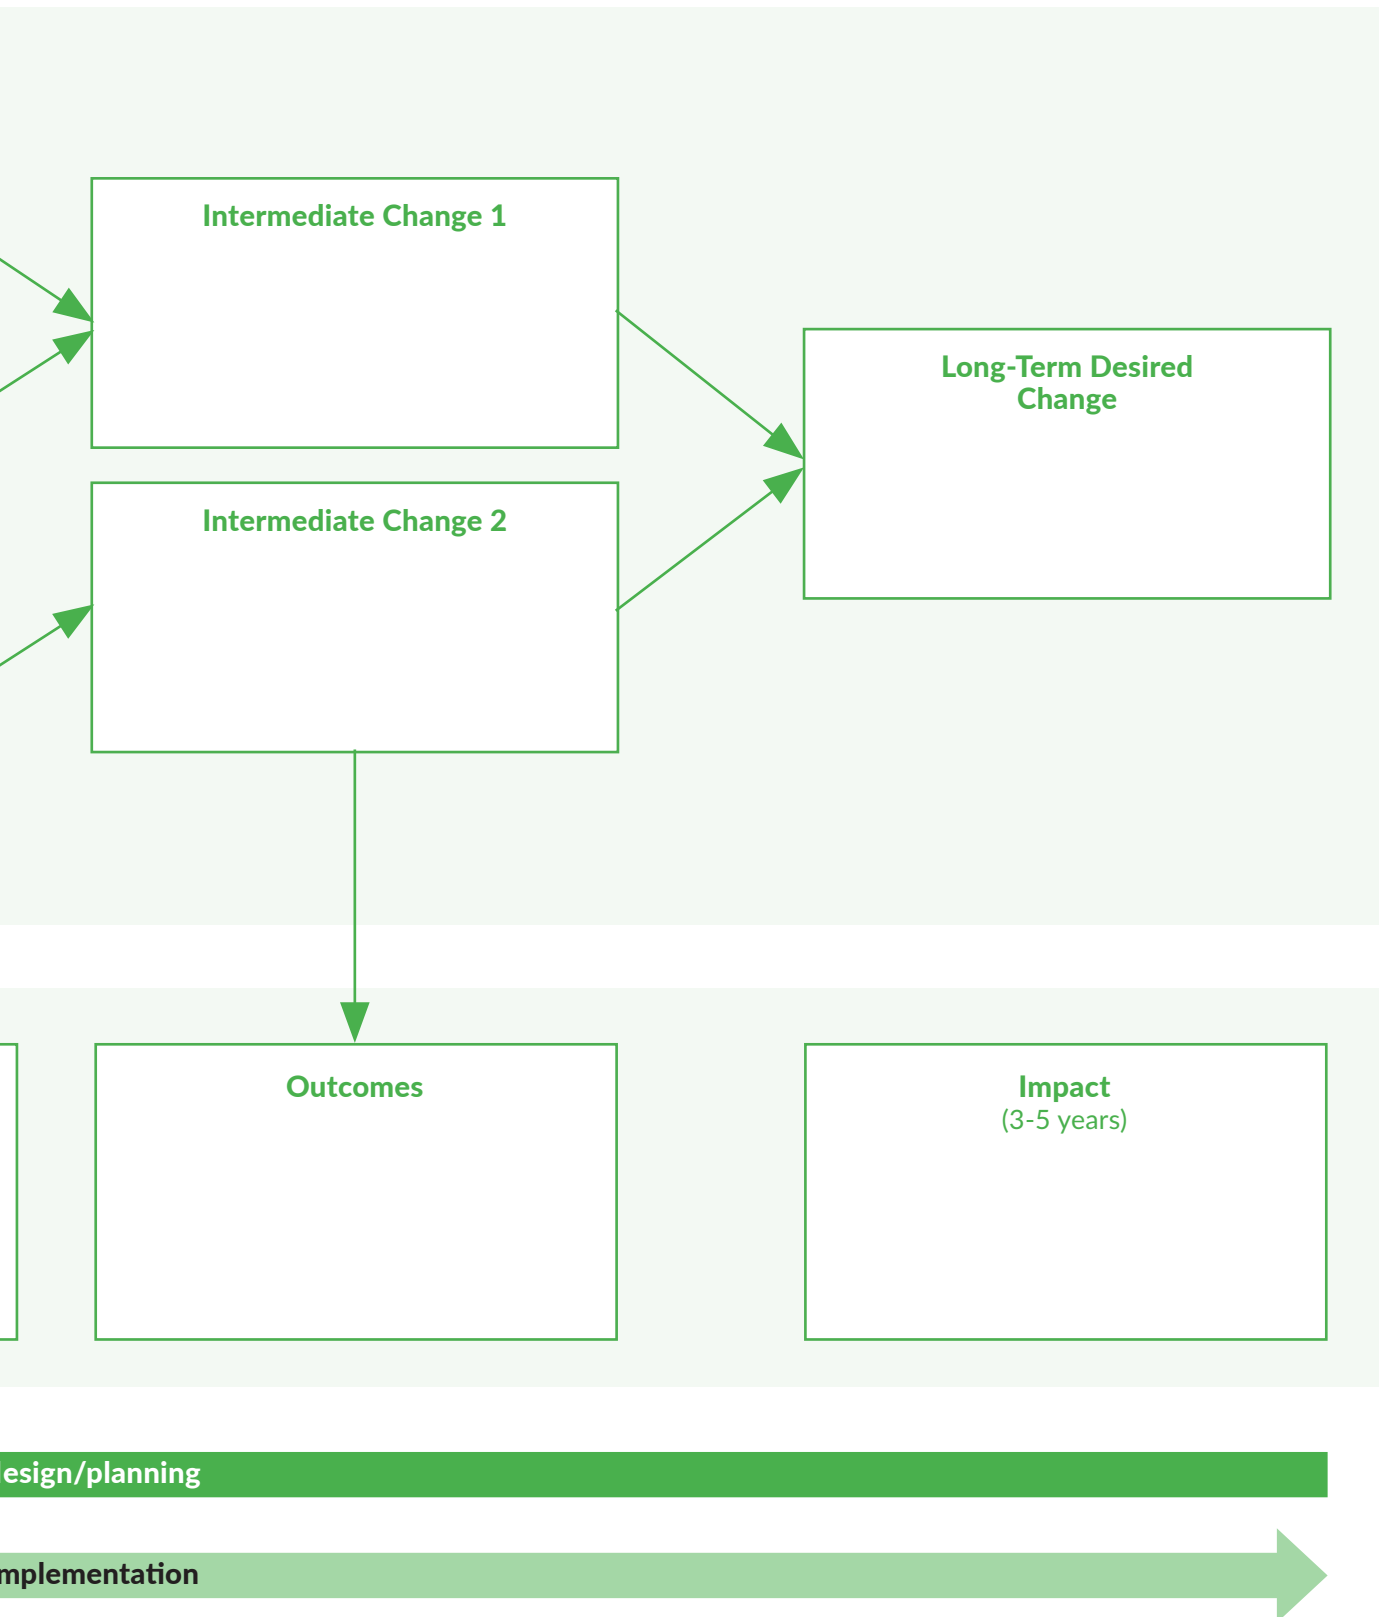 Intermediate Change 1
Long-Term Desired
Change
Intermediate Change 2
Outcomes
Impact
(3-5 years)
esign/planning
mplementation